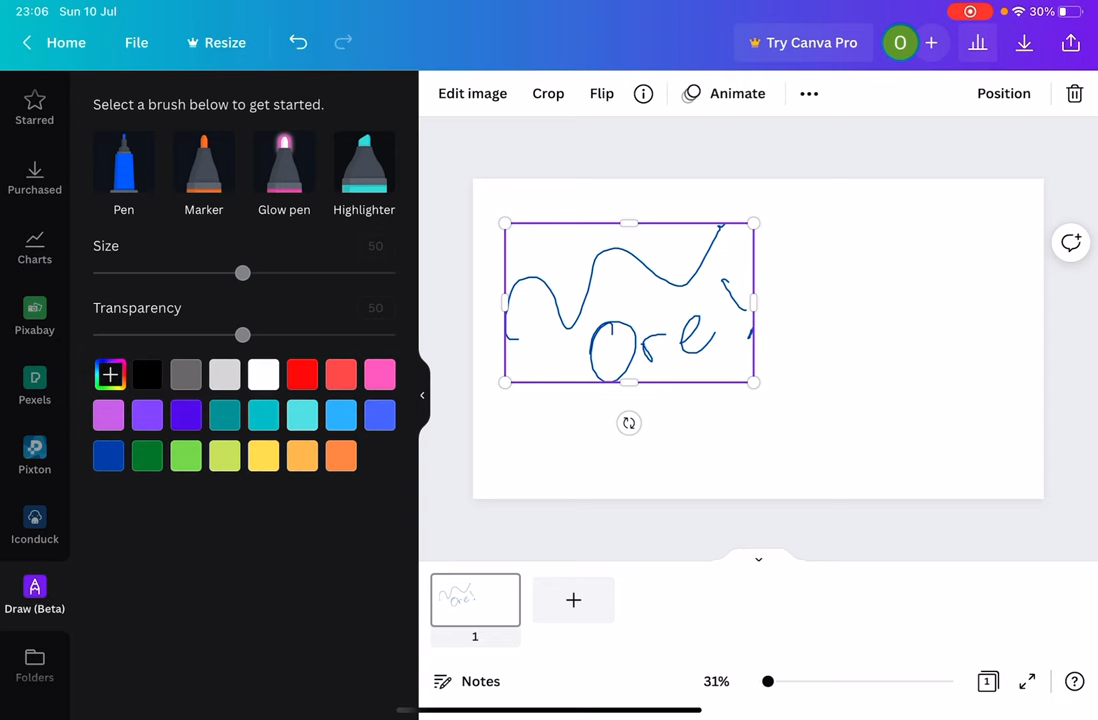 23:06 Sun 10 Jul 30%
Home File Resize Try Canva Pro O
Starred
Purchased
Charts
Pixabay
Pexels
Pixton
Iconduck
Draw (Beta)
Folders
Select a brush below to get started.
Pen Marker Glow pen Highlighter
Size 50
Transparency 50
Edit image Crop Flip Animate Position
Ore
1
Notes 31% 1